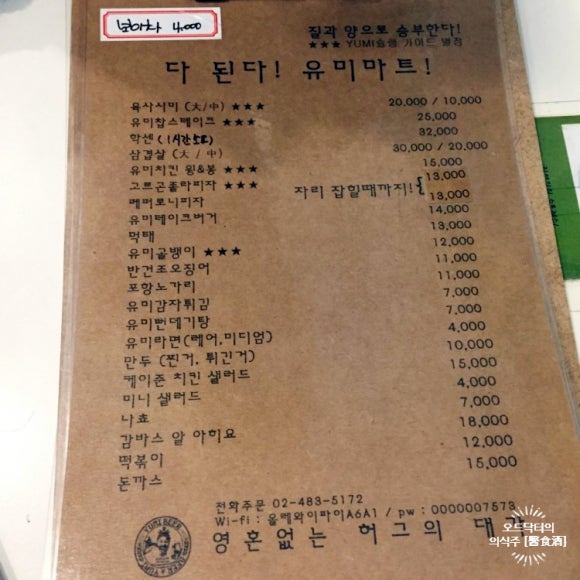 보이차 4,000
질과 양으로 승부한다!
★★★ YUMI슐랭 가이드 별점
다 된다! 유미마트!
육사시미 (大/中) ★★★ 20,000 / 10,000
유미찹스테이크 ★★★ 25,000
학센 (1시간소요) 32,000
삼겹살 (大 / 中) 30,000 / 20,000
유미치킨 윙&봉 ★★★ 15,000
고르곤졸라피자 ★★★ 자리 잡힐때까지! { 13,000
페퍼로니피자 13,000
유미테이크버거 14,000
먹태 13,000
유미골뱅이 ★★★ 12,000
반건조오징어 11,000
포항노가리 11,000
유미감자튀김 7,000
유미뻔데기탕 7,000
유미라면(레어,미디엄) 4,000
만두 (찐거, 튀긴거) 10,000
케이준 치킨 샐러드 15,000
미니 샐러드 4,000
나쵸 7,000
감바스 알 아히요 18,000
떡볶이 12,000
돈까스 15,000
전화주문 02-483-5172
Wi-fi : 올레와이파이A6A1 / pw : 0000007573
영혼없는 허그의 대가
YUMI BEER
오드닥터의
의식주 [醫食酒]